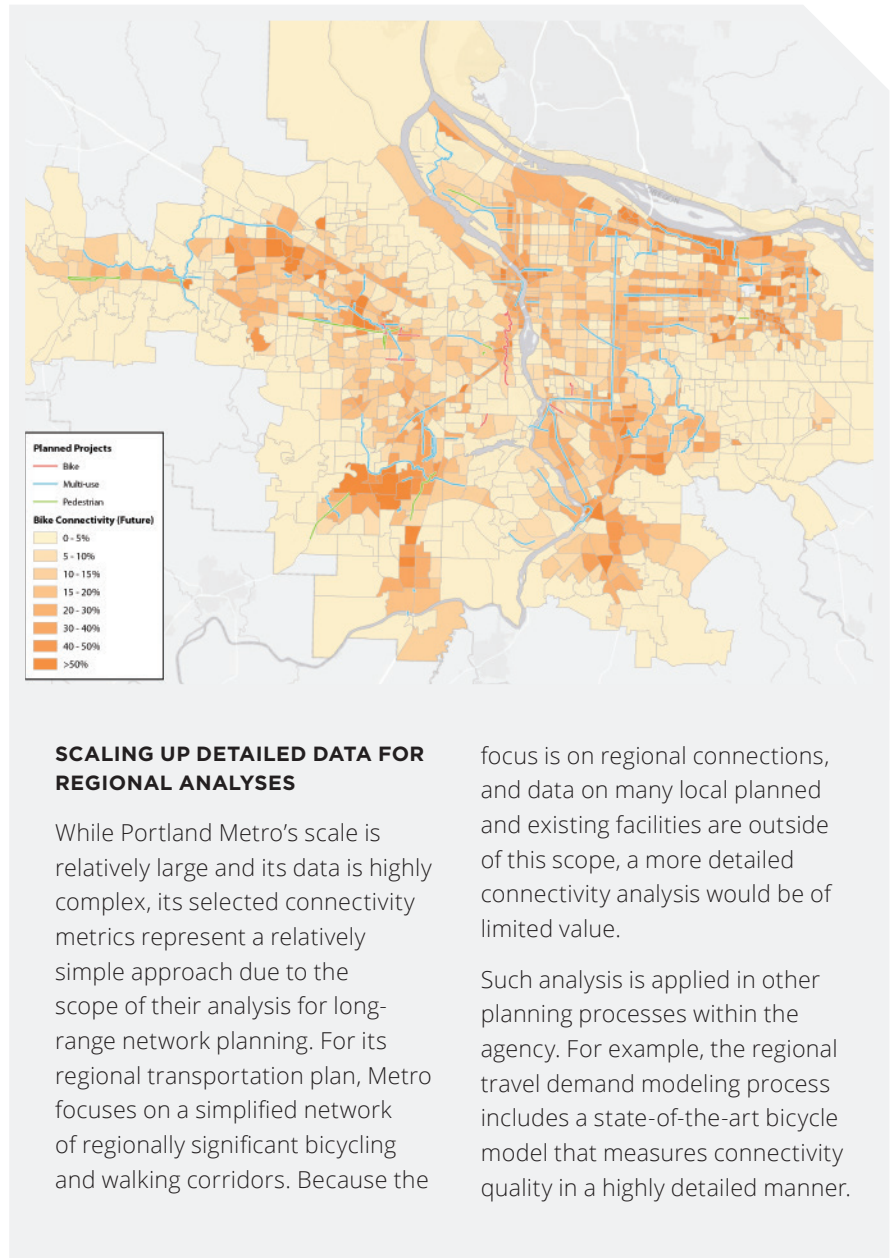 Planned Projects
Bike
Multi-use
Pedestrian
Bike Connectivity (Future)
0 - 5%
5 - 10%
10 - 15%
15 - 20%
20 - 30%
30 - 40%
40 - 50%
>50%
SCALING UP DETAILED DATA FOR
REGIONAL ANALYSES
While Portland Metro’s scale is
relatively large and its data is highly
complex, its selected connectivity
metrics represent a relatively
simple approach due to the
scope of their analysis for long-
range network planning. For its
regional transportation plan, Metro
focuses on a simplified network
of regionally significant bicycling
and walking corridors. Because the
focus is on regional connections,
and data on many local planned
and existing facilities are outside
of this scope, a more detailed
connectivity analysis would be of
limited value.
Such analysis is applied in other
planning processes within the
agency. For example, the regional
travel demand modeling process
includes a state-of-the-art bicycle
model that measures connectivity
quality in a highly detailed manner.